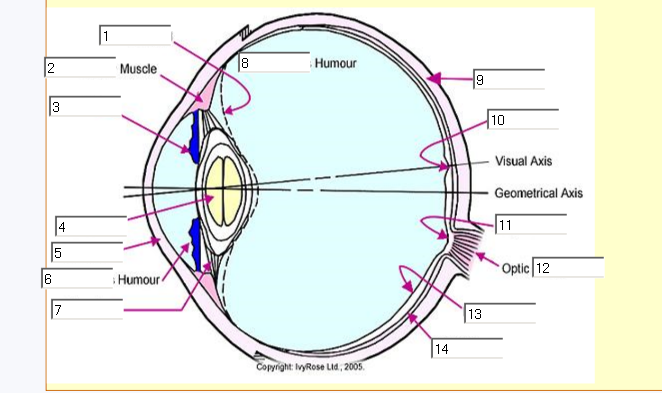 1
2 Muscle
8 Humour
3
9
10
Visual Axis
Geometrical Axis
4
11
5
Optic 12
6 s Humour
7
13
14
Copyright: IvyRose Ltd., 2005.